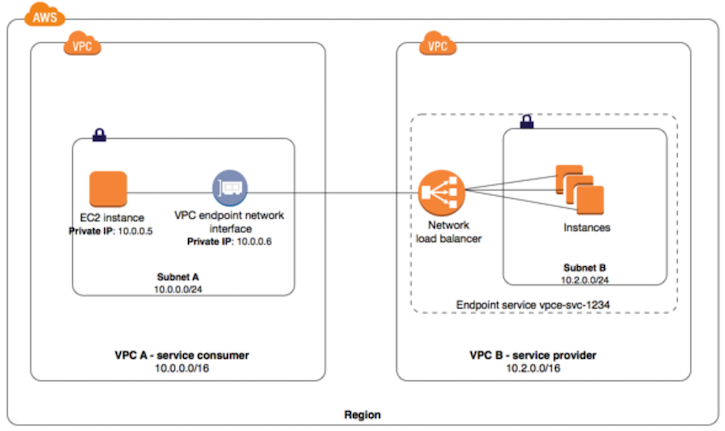 AWS
VPC
VPC
EC2 instance
Private IP: 10.0.0.5
VPC endpoint network
interface
Private IP: 10.0.0.6
Subnet A
10.0.0.0/24
VPC A - service consumer
10.0.0.0/16
Network
load balancer
Instances
Subnet B
10.2.0.0/24
Endpoint service vpce-svc-1234
VPC B - service provider
10.2.0.0/16
Region